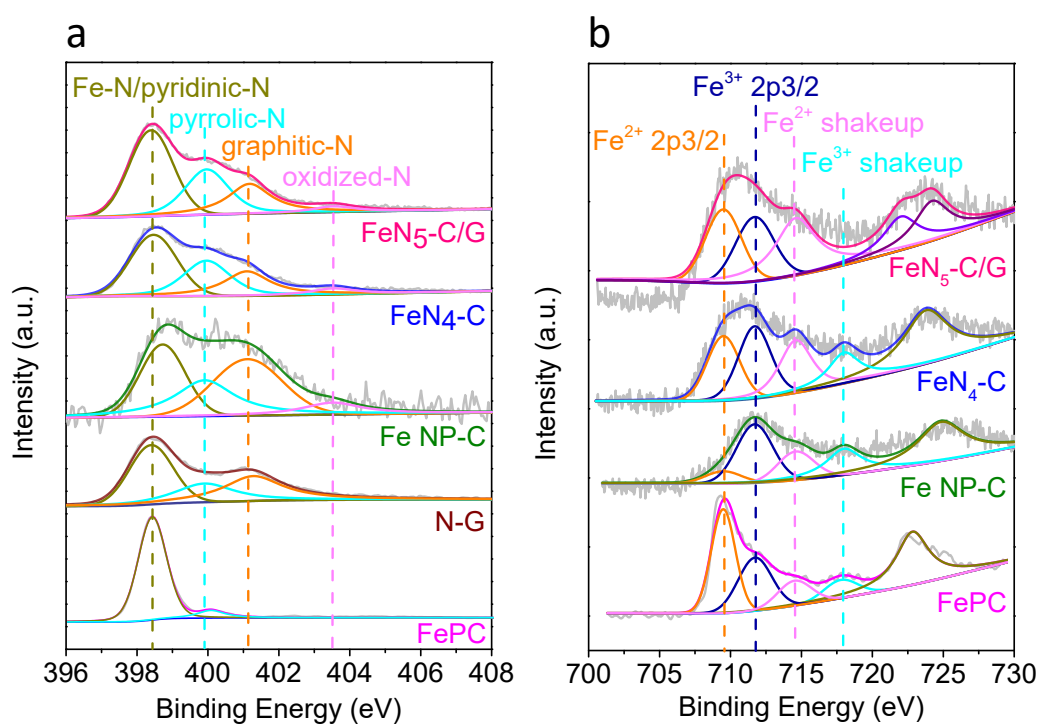 a
Fe-N/pyridinic-N
pyrrolic-N
graphitic-N
oxidized-N
FeN5-C/G
FeN4-C
Fe NP-C
N-G
FePC
Intensity (a.u.)
396 398 400 402 404 406 408
Binding Energy (eV)
b
Fe3+ 2p3/2
Fe2+ shakeup
Fe2+ 2p3/2
Fe3+ shakeup
FeN5-C/G
FeN4-C
Fe NP-C
FePC
Intensity (a.u.)
700 705 710 715 720 725 730
Binding Energy (eV)